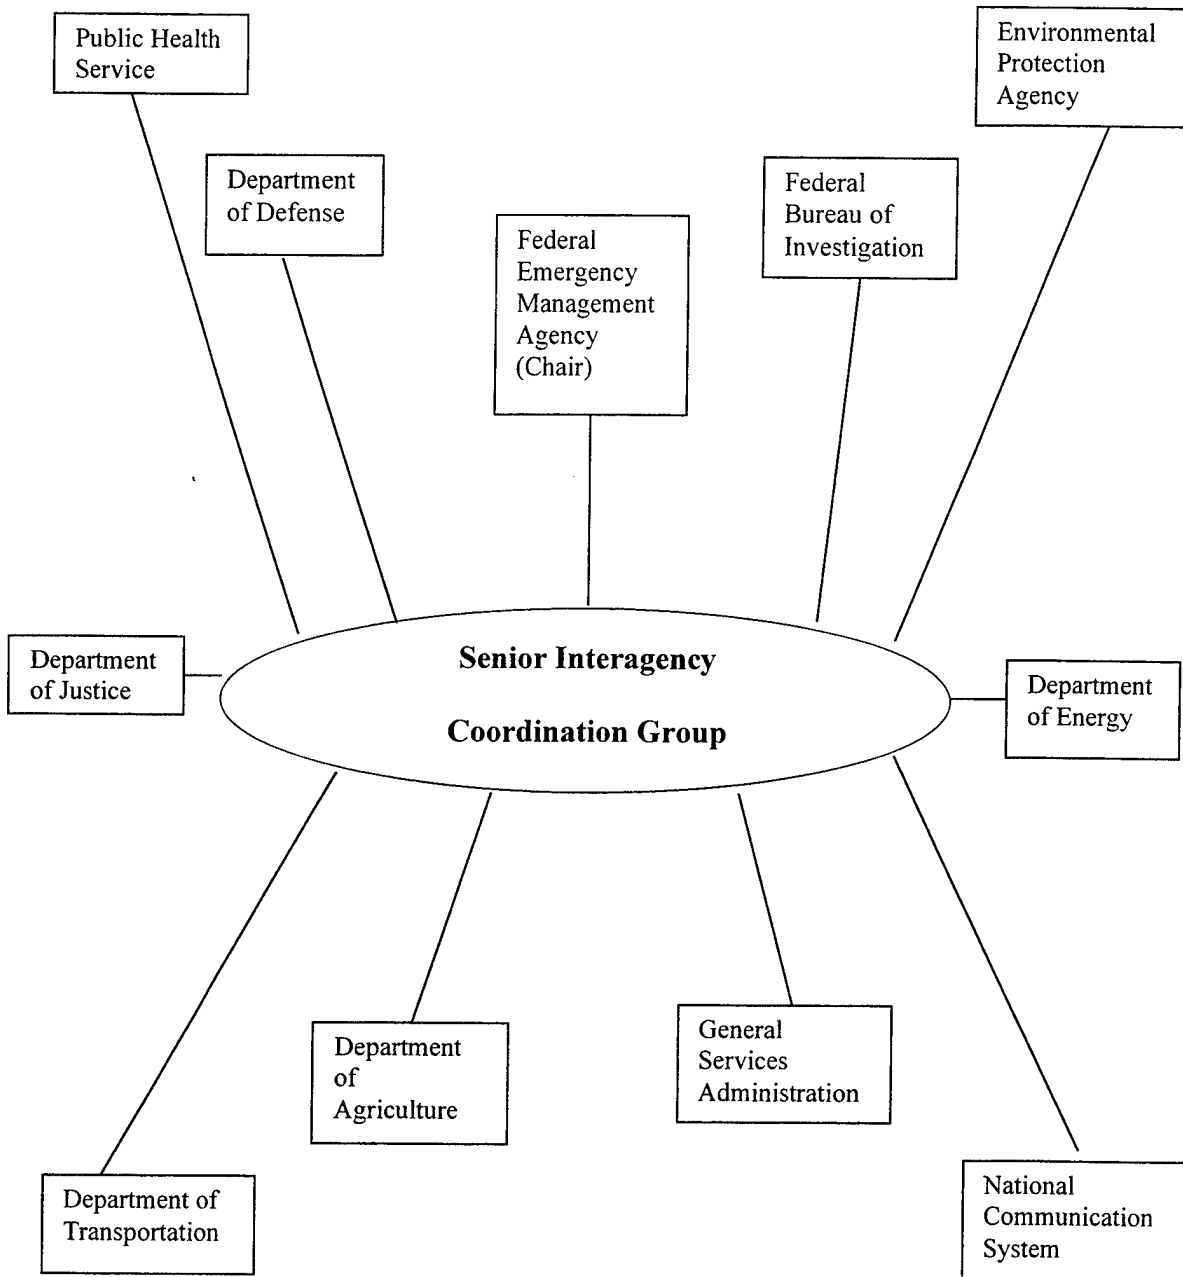 Public Health
Service
Environmental
Protection
Agency
Department
of Defense
Federal
Bureau of
Investigation
Federal
Emergency
Management
Agency
(Chair)
Senior Interagency
Coordination Group
Department
of Justice
Department
of Energy
Department
of
Agriculture
General
Services
Administration
Department of
Transportation
National
Communication
System